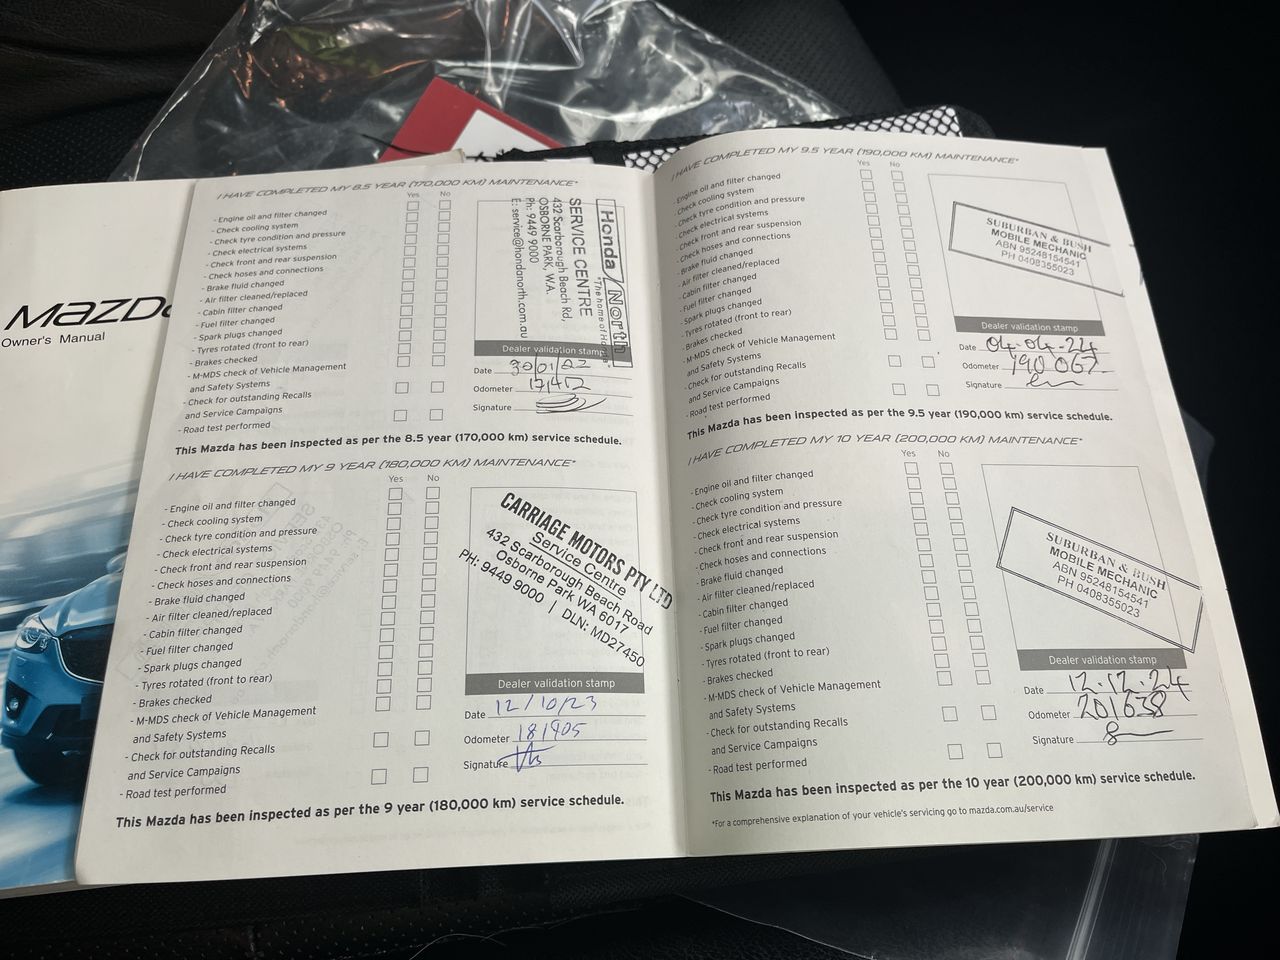 MAZDA
Owner's Manual
I HAVE COMPLETED MY 8.5 YEAR (170,000 KM) MAINTENANCE*
Yes No
- Engine oil and filter changed
- Check cooling system
- Check tyre condition and pressure
- Check electrical systems
- Check front and rear suspension
- Check hoses and connections
- Brake fluid changed
- Air filter cleaned/replaced
- Cabin filter changed
- Fuel filter changed
- Spark plugs changed
- Tyres rotated (front to rear)
- Brakes checked
- M-MDS check of Vehicle Management
and Safety Systems
- Check for outstanding Recalls
and Service Campaigns
- Road test performed
Honda North
"The home of Honda"
SERVICE CENTRE
432 Scarborough Beach Rd,
OSBORNE PARK, W.A.
Ph: 9449 9000
E: service@hondanorth.com.au
Dealer validation stamp
Date 30/01/22
Odometer
Signature
This Mazda has been inspected as per the 8.5 year (170,000 km) service schedule.
I HAVE COMPLETED MY 9 YEAR (180,000 KM) MAINTENANCE*
Yes No
- Engine oil and filter changed
- Check cooling system
- Check tyre condition and pressure
- Check electrical systems
- Check front and rear suspension
- Check hoses and connections
- Brake fluid changed
- Air filter cleaned/replaced
- Cabin filter changed
- Fuel filter changed
- Spark plugs changed
- Tyres rotated (front to rear)
- Brakes checked
- M-MDS check of Vehicle Management
and Safety Systems
- Check for outstanding Recalls
and Service Campaigns
- Road test performed
CARRIAGE MOTORS PTY LTD
Service Centre
432 Scarborough Beach Road
Osborne Park WA 6017
PH: 9449 9000 | DLN: MD27450
Dealer validation stamp
Date 12/10/23
Odometer 181905
Signature
This Mazda has been inspected as per the 9 year (180,000 km) service schedule.
I HAVE COMPLETED MY 9.5 YEAR (190,000 KM) MAINTENANCE*
Yes No
- Engine oil and filter changed
- Check cooling system
- Check tyre condition and pressure
- Check electrical systems
- Check front and rear suspension
- Check hoses and connections
- Brake fluid changed
- Air filter cleaned/replaced
- Cabin filter changed
- Fuel filter changed
- Spark plugs changed
- Tyres rotated (front to rear)
- Brakes checked
- M-MDS check of Vehicle Management
and Safety Systems
- Check for outstanding Recalls
and Service Campaigns
- Road test performed
SUBURBAN & BUSH
MOBILE MECHANIC
ABN 95248154541
PH 0408355023
Dealer validation stamp
Date 04.04.24
Odometer 190 067
Signature
This Mazda has been inspected as per the 9.5 year (190,000 km) service schedule.
I HAVE COMPLETED MY 10 YEAR (200,000 KM) MAINTENANCE*
Yes No
- Engine oil and filter changed
- Check cooling system
- Check tyre condition and pressure
- Check electrical systems
- Check front and rear suspension
- Check hoses and connections
- Brake fluid changed
- Air filter cleaned/replaced
- Cabin filter changed
- Fuel filter changed
- Spark plugs changed
- Tyres rotated (front to rear)
- Brakes checked
- M-MDS check of Vehicle Management
and Safety Systems
- Check for outstanding Recalls
and Service Campaigns
- Road test performed
SUBURBAN & BUSH
MOBILE MECHANIC
ABN 95248154541
PH 0408355023
Dealer validation stamp
Date 12.12.24
Odometer 201638
Signature
This Mazda has been inspected as per the 10 year (200,000 km) service schedule.
*For a comprehensive explanation of your vehicle's servicing go to mazda.com.au/service